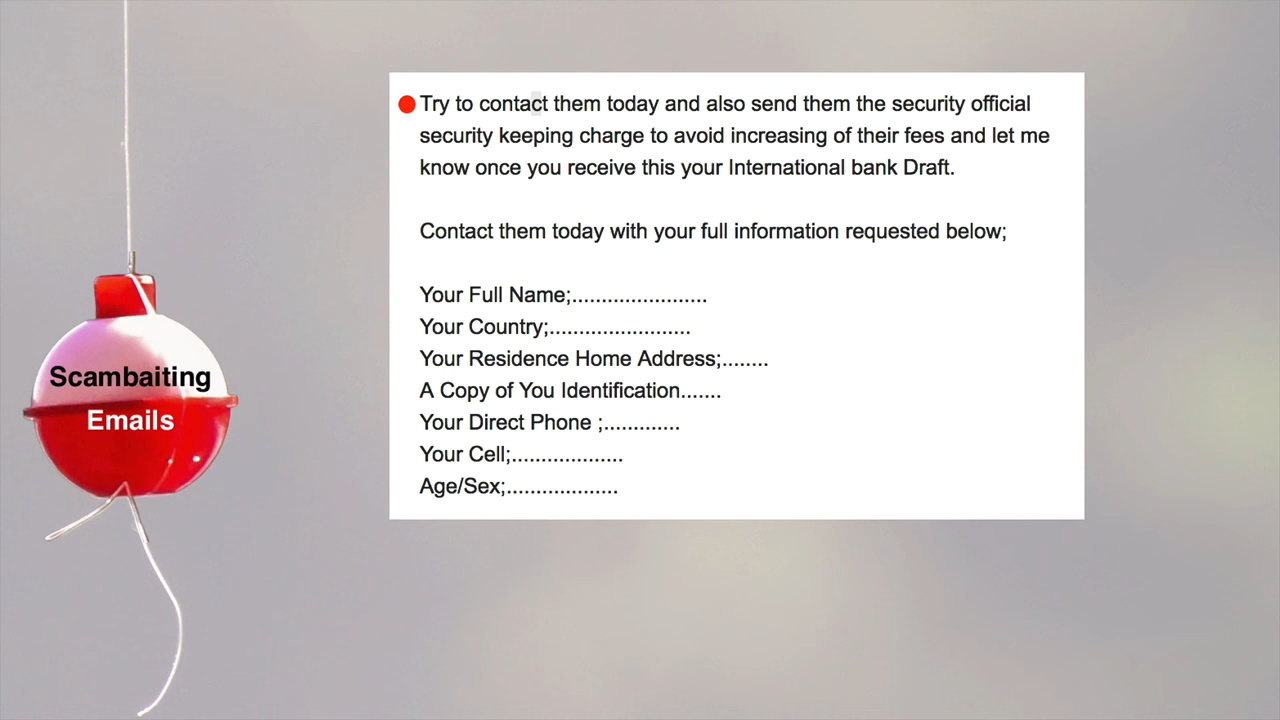 Scambaiting
Emails
Try to contact them today and also send them the security official
security keeping charge to avoid increasing of their fees and let me
know once you receive this your International bank Draft.
Contact them today with your full information requested below;
Your Full Name;.......................
Your Country;........................
Your Residence Home Address;........
A Copy of You Identification.......
Your Direct Phone ;.............
Your Cell;...................
Age/Sex;...................